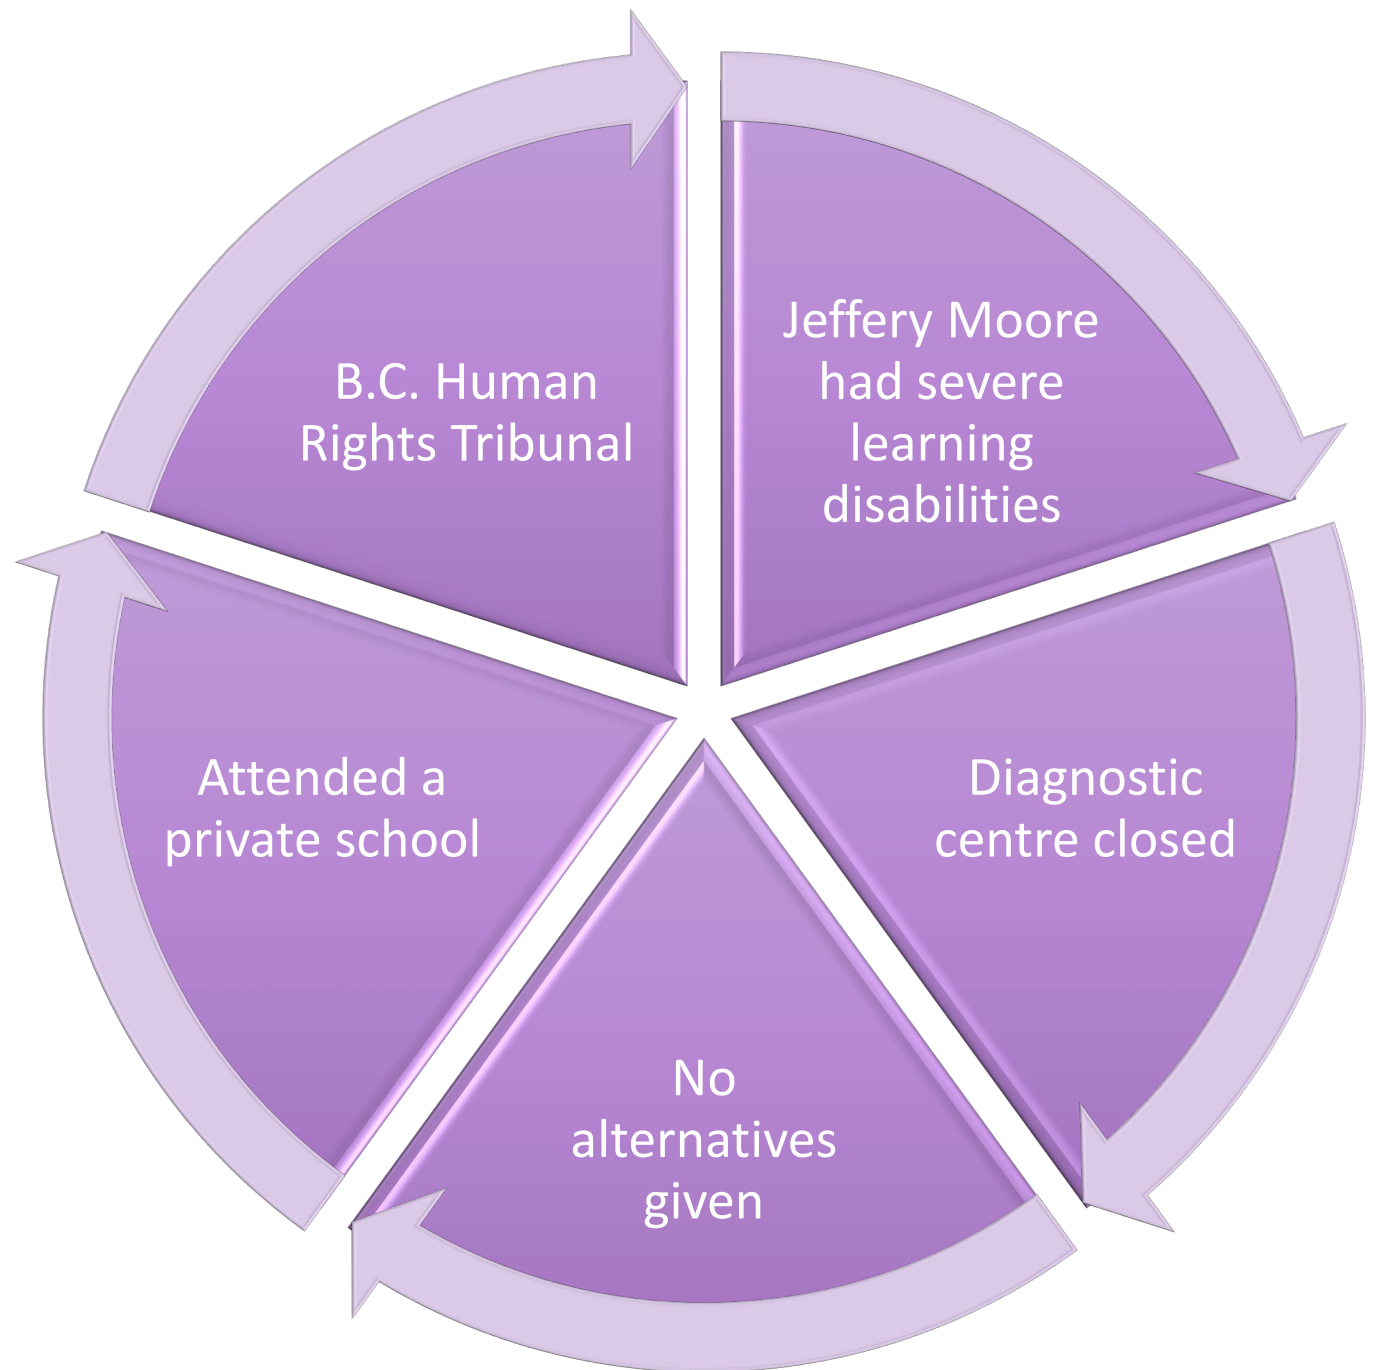 Jeffery Moore
had severe
learning
disabilities
Diagnostic
centre closed
No
alternatives
given
Attended a
private school
B.C. Human
Rights Tribunal